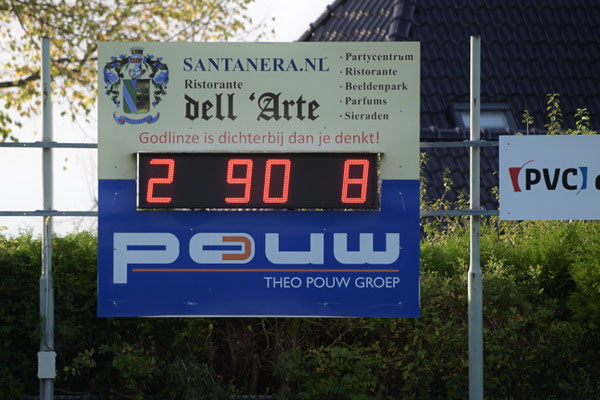 SANTANERA.NL
Ristorante
dell 'Arte
· Partycentrum
· Ristorante
· Beeldenpark
· Parfums
· Sieraden
Godlinze is dichterbij dan je denkt!
2 90 8
pouw
THEO POUW GROEP
PVC